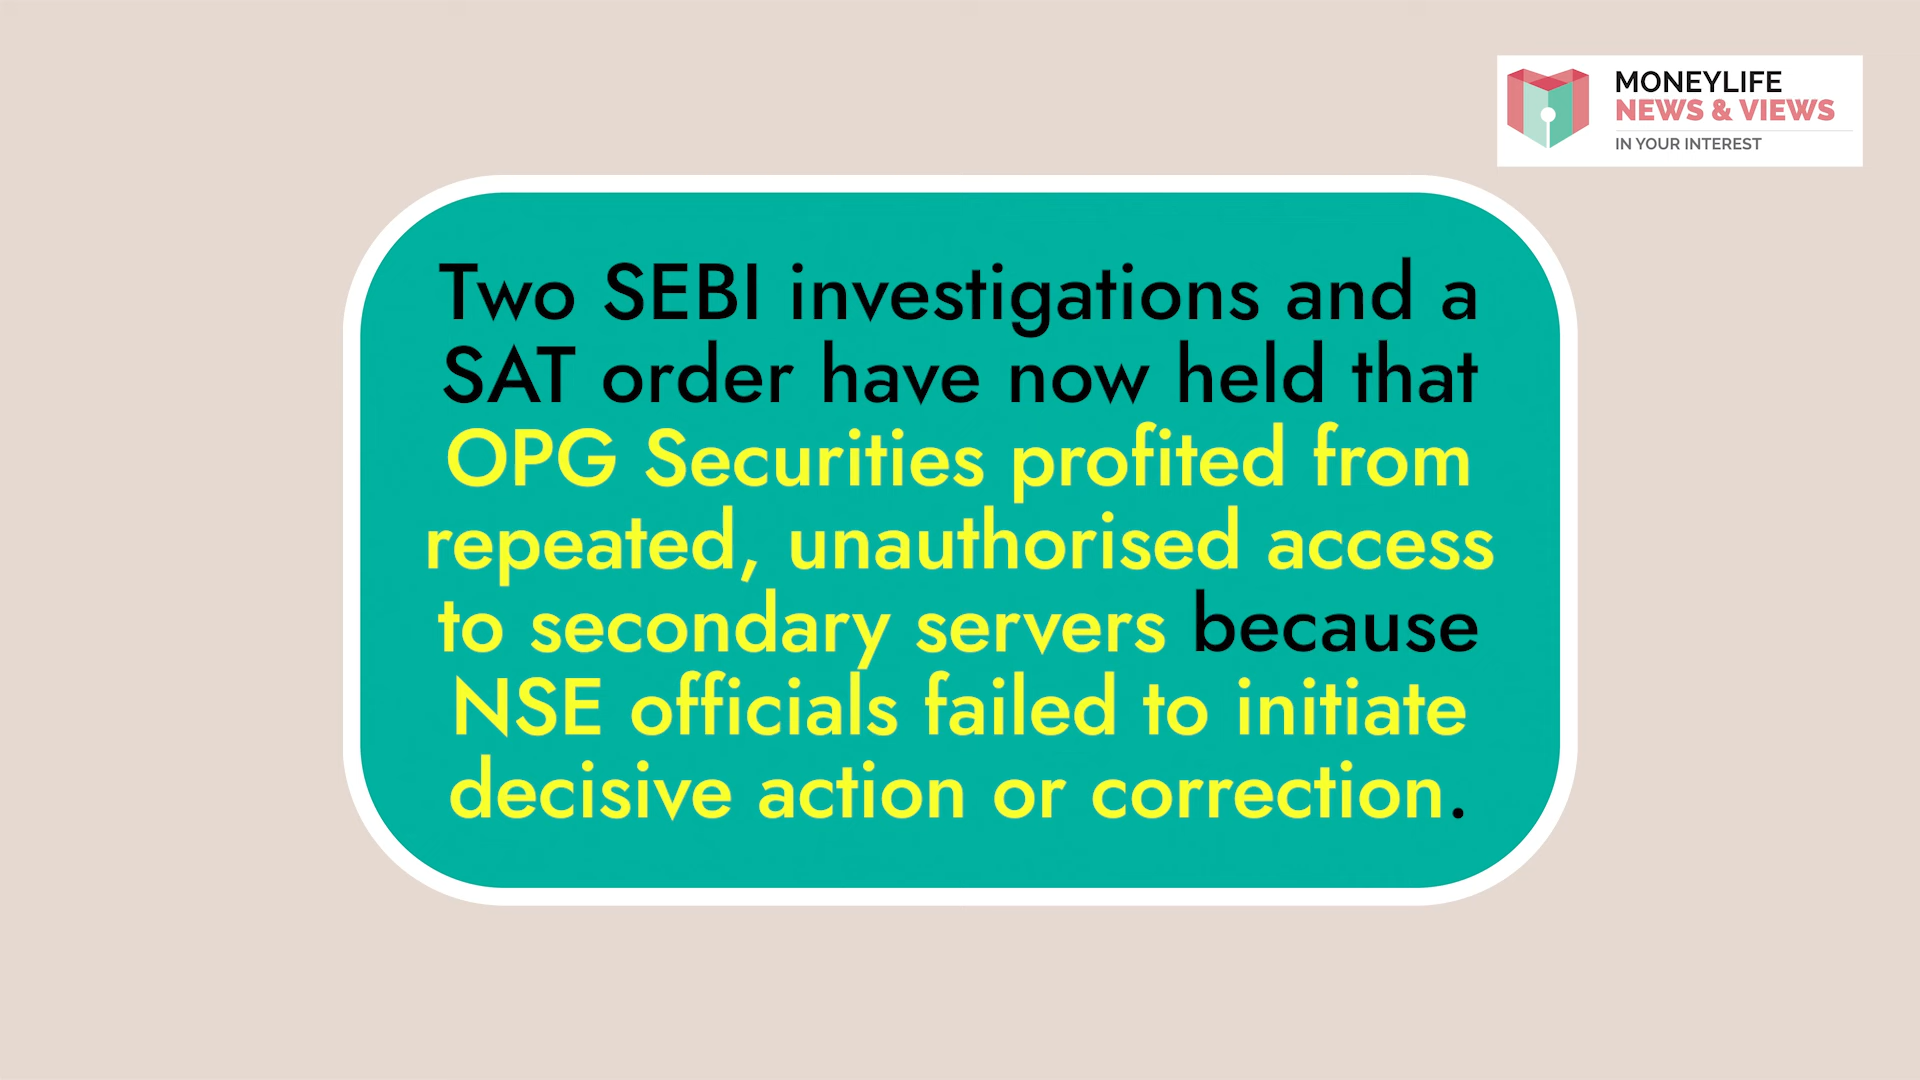 MONEYLIFE
NEWS & VIEWS
IN YOUR INTEREST
Two SEBI investigations and a
SAT order have now held that
OPG Securities profited from
repeated, unauthorised access
to secondary servers because
NSE officials failed to initiate
decisive action or correction.